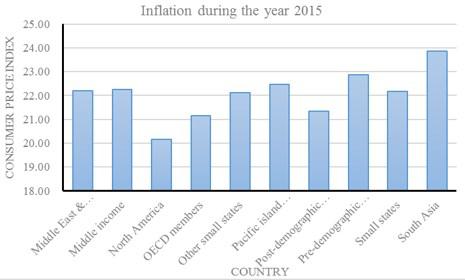 Inflation during the year 2015
CONSUMER PRICE INDEX
25.00
24.00
23.00
22.00
21.00
20.00
19.00
18.00
Middle East &...
Middle income
North America
OECD members
Other small states
Pacific island...
Post-demographic...
Pre-demographic...
Small states
South Asia
COUNTRY